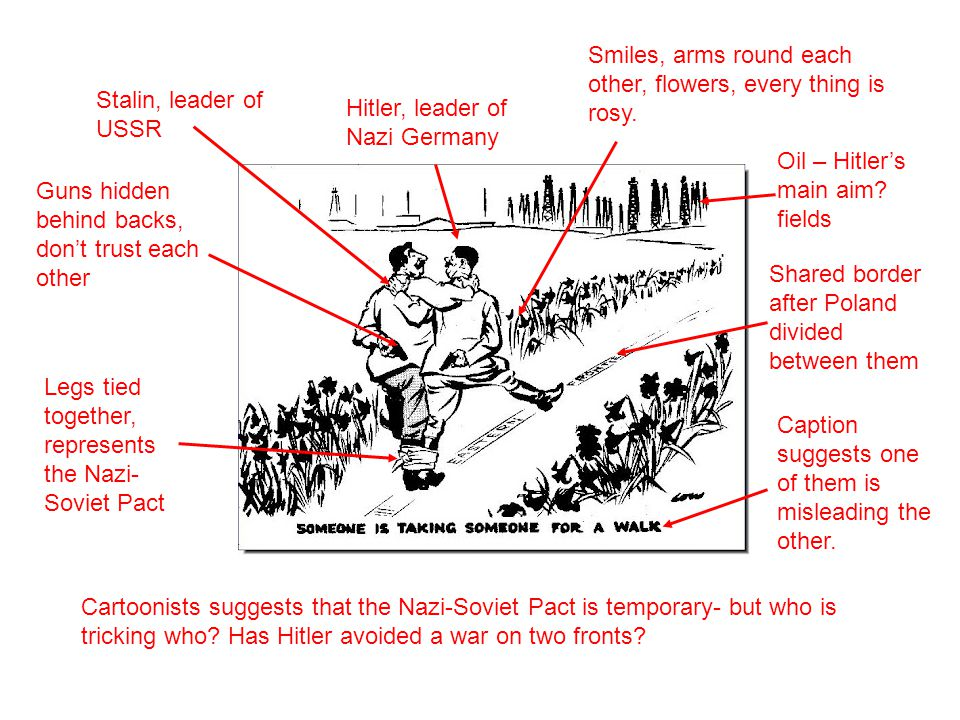 Smiles, arms round each
other, flowers, every thing is
rosy.
Stalin, leader of
USSR
Hitler, leader of
Nazi Germany
Oil – Hitler's
main aim?
fields
Guns hidden
behind backs,
don't trust each
other
Shared border
after Poland
divided
between them
Legs tied
together,
represents
the Nazi-
Soviet Pact
Caption
suggests one
of them is
misleading the
other.
LOW
SOMEONE IS TAKING SOMEONE FOR A WALK
Cartoonists suggests that the Nazi-Soviet Pact is temporary- but who is
tricking who? Has Hitler avoided a war on two fronts?